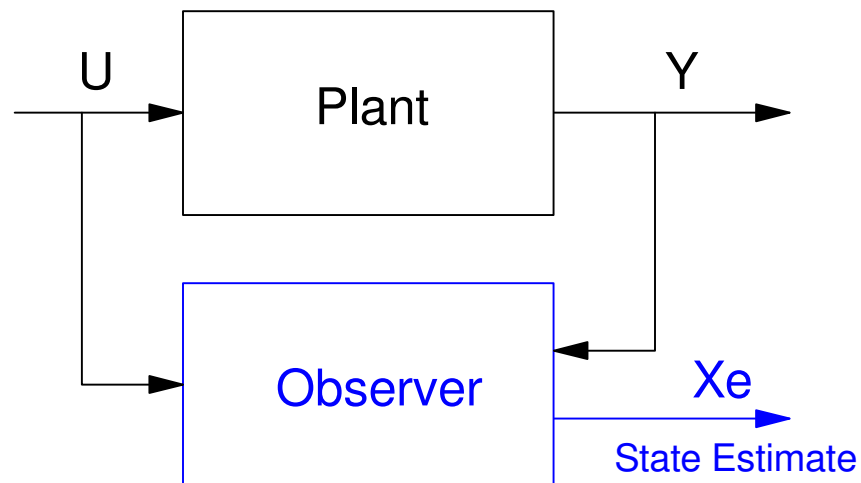 U
Y
Plant
Observer
Xe
State Estimate